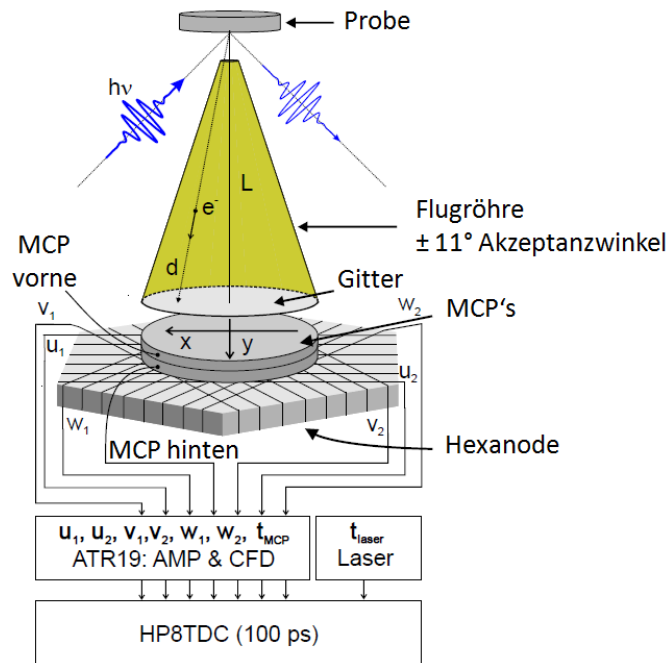 Probe
hν
L
e⁻
Flugröhre
± 11° Akzeptanzwinkel
d
MCP
vorne
Gitter
v₁
w₂
MCP's
x
y
u₁
u₂
w₁
v₂
MCP hinten
Hexanode
u₁, u₂, v₁,v₂, w₁, w₂, t_MCP
ATR19: AMP & CFD
t_laser
Laser
HP8TDC (100 ps)